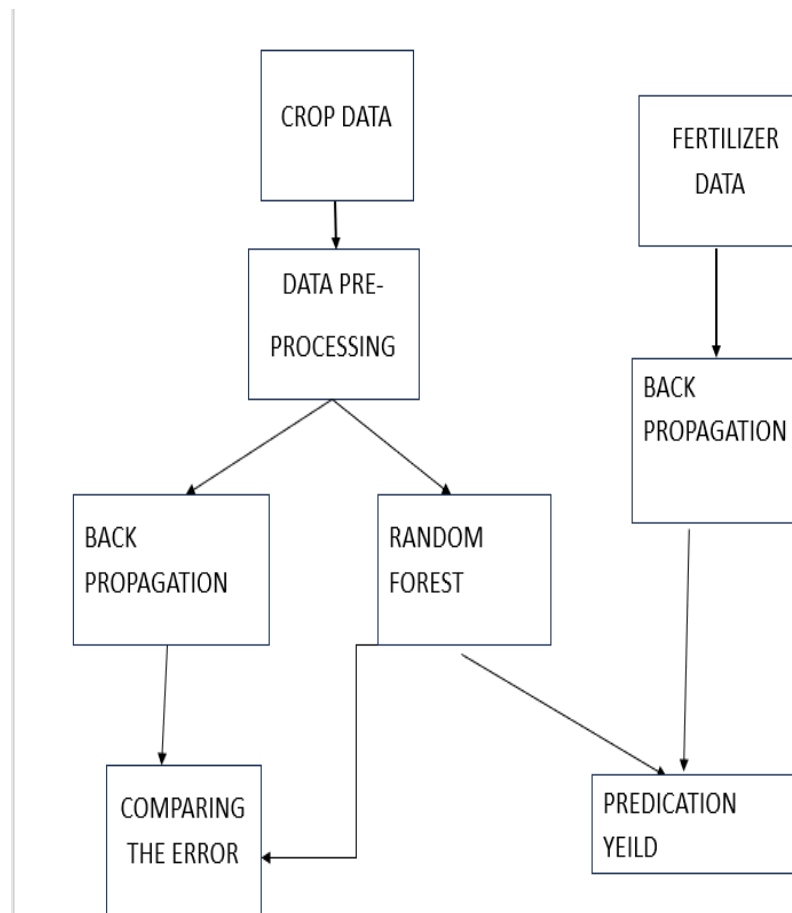 CROP DATA
FERTILIZER
DATA
DATA PRE-
PROCESSING
BACK
PROPAGATION
BACK
PROPAGATION
RANDOM
FOREST
COMPARING
THE ERROR
PREDICATION
YEILD